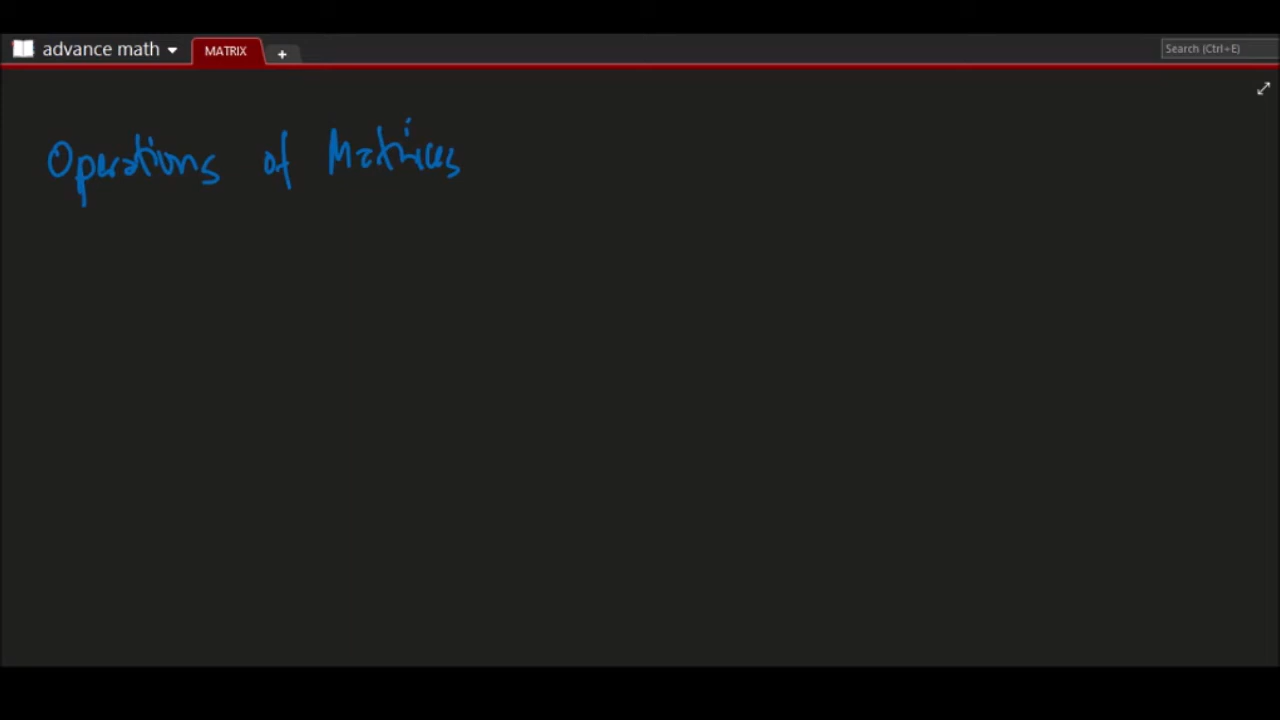 advance math
MATRIX
+
Search (Ctrl+E)
Operations of Matrices